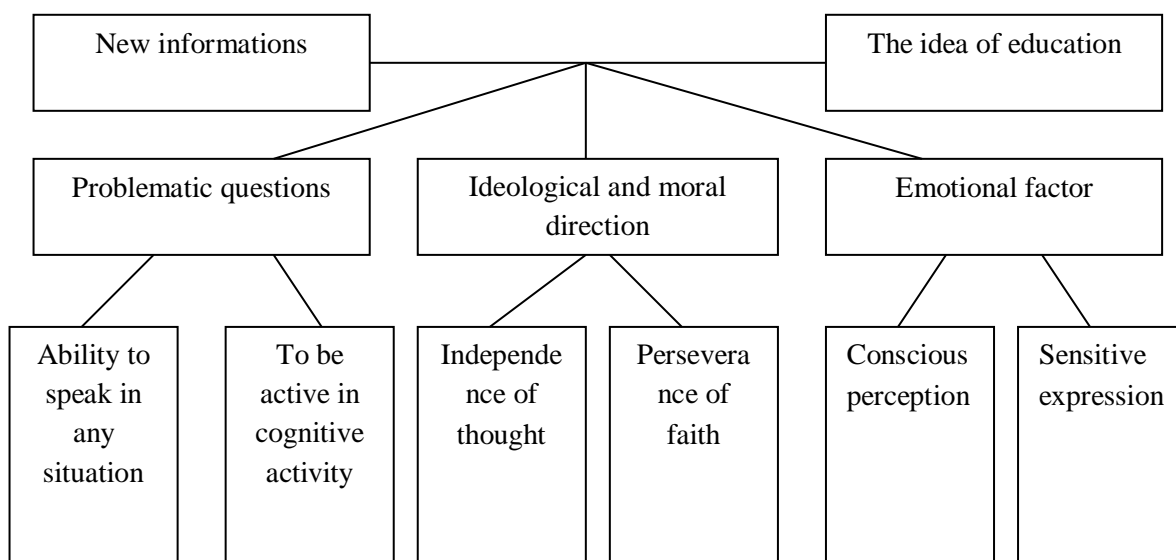 New informations
The idea of education
Problematic questions
Ideological and moral
direction
Emotional factor
Ability to
speak in
any
situation
To be
active in
cognitive
activity
Independe
nce of
thought
Persevera
nce of
faith
Conscious
perception
Sensitive
expression